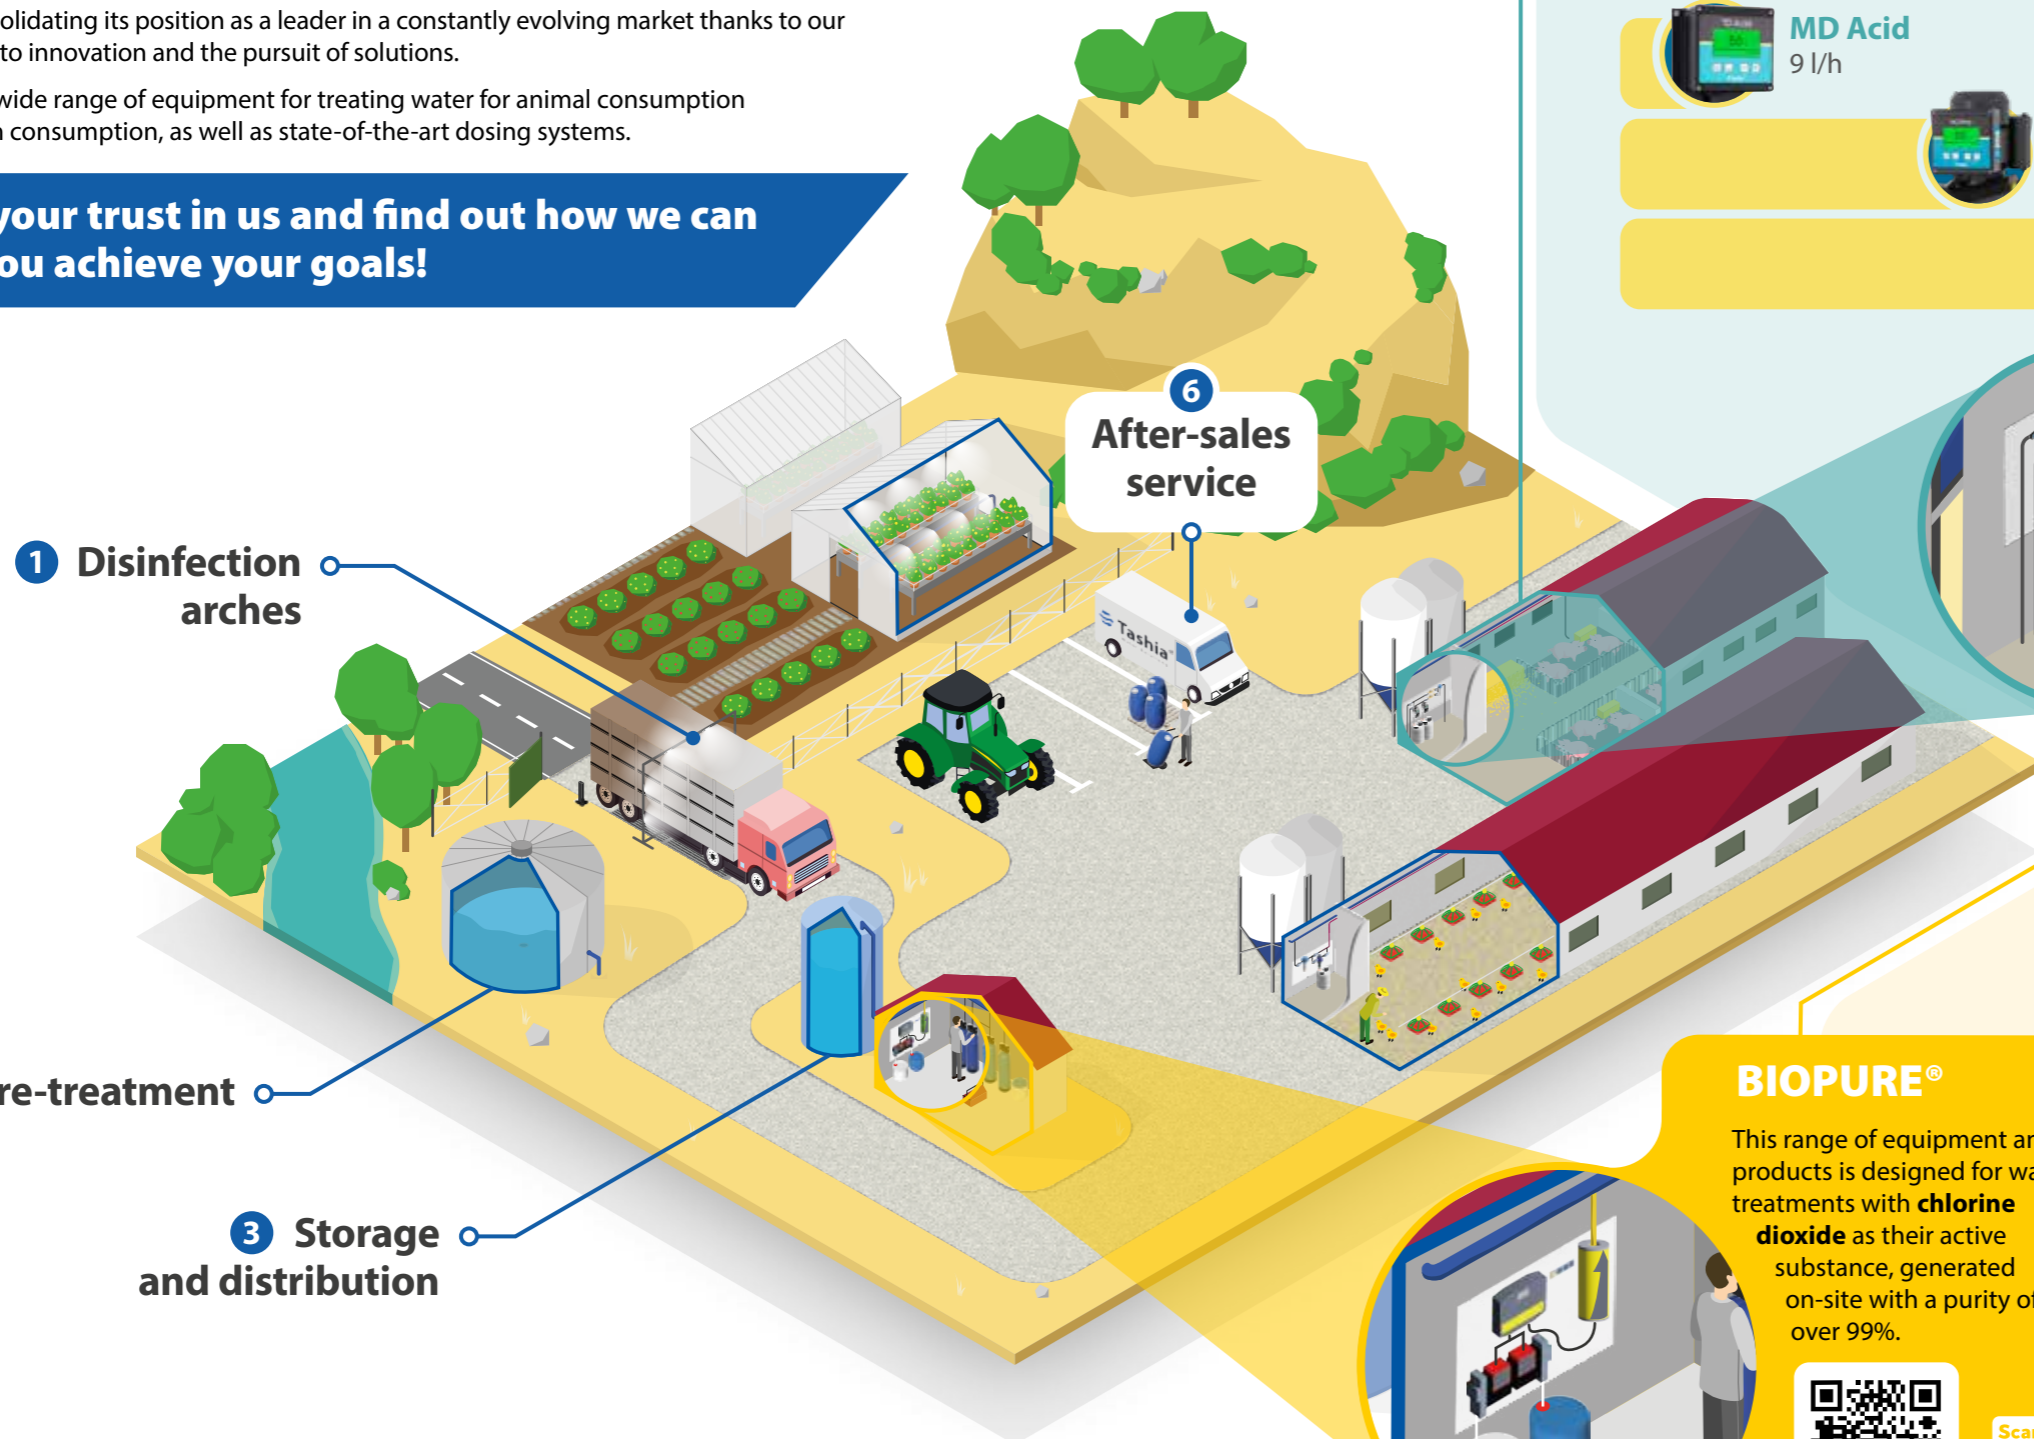 olidating its position as a leader in a constantly evolving market thanks to our
to innovation and the pursuit of solutions.
wide range of equipment for treating water for animal consumption
n consumption, as well as state-of-the-art dosing systems.
your trust in us and find out how we can
ou achieve your goals!
MD Acid
9 l/h
6
After-sales
service
1 Disinfection
arches
Tashia
re-treatment
3 Storage
and distribution
BIOPURE®
This range of equipment an
products is designed for wa
treatments with chlorine
dioxide as their active
substance, generated
on-site with a purity of
over 99%.
Scan